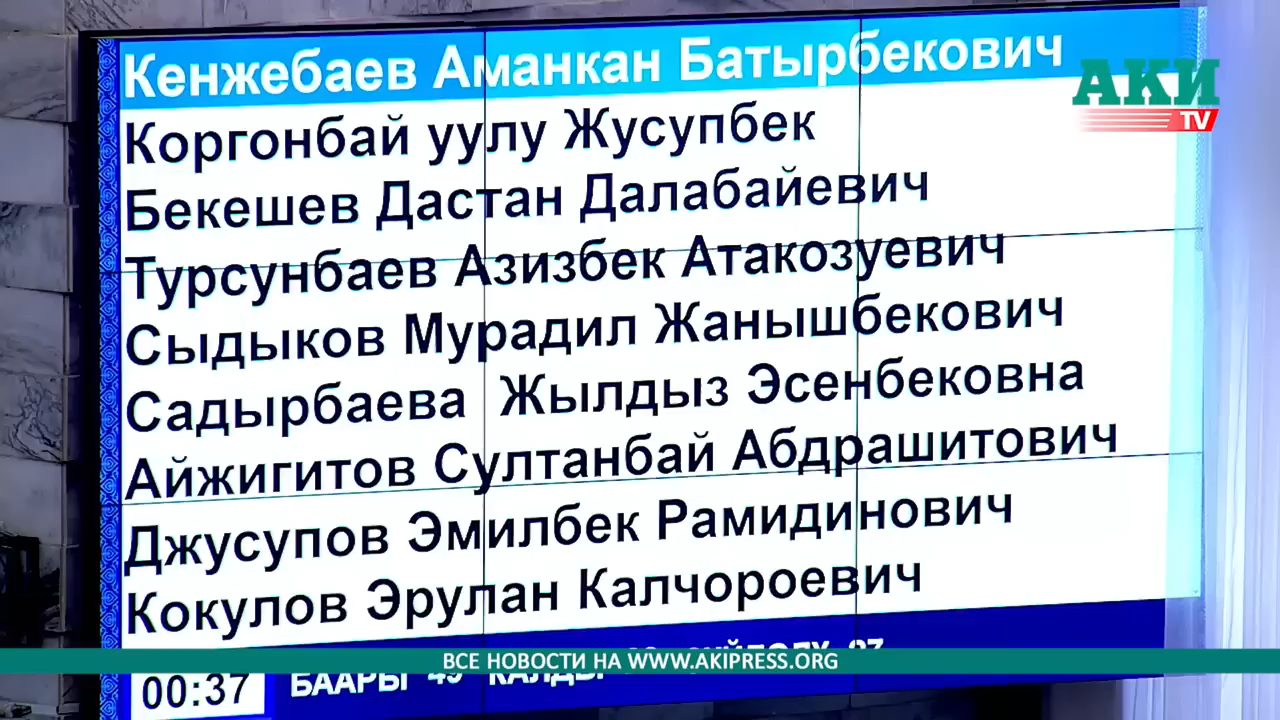 Кенжебаев Аманкан Батырбекович
АКИ
TV
Коргонбай уулу Жусупбек
Бекешев Дастан Далабайевич
Турсунбаев Азизбек Атакозуевич
Сыдыков Мурадил Жанышбекович
Садырбаева Жылдыз Эсенбековна
Айжигитов Султанбай Абдрашитович
Джусупов Эмилбек Рамидинович
Кокулов Эрулан Калчороевич
ВСЕ НОВОСТИ НА WWW.AKIPRESS.ORG
00:37
БААРЫ 49 КАЛДЫ